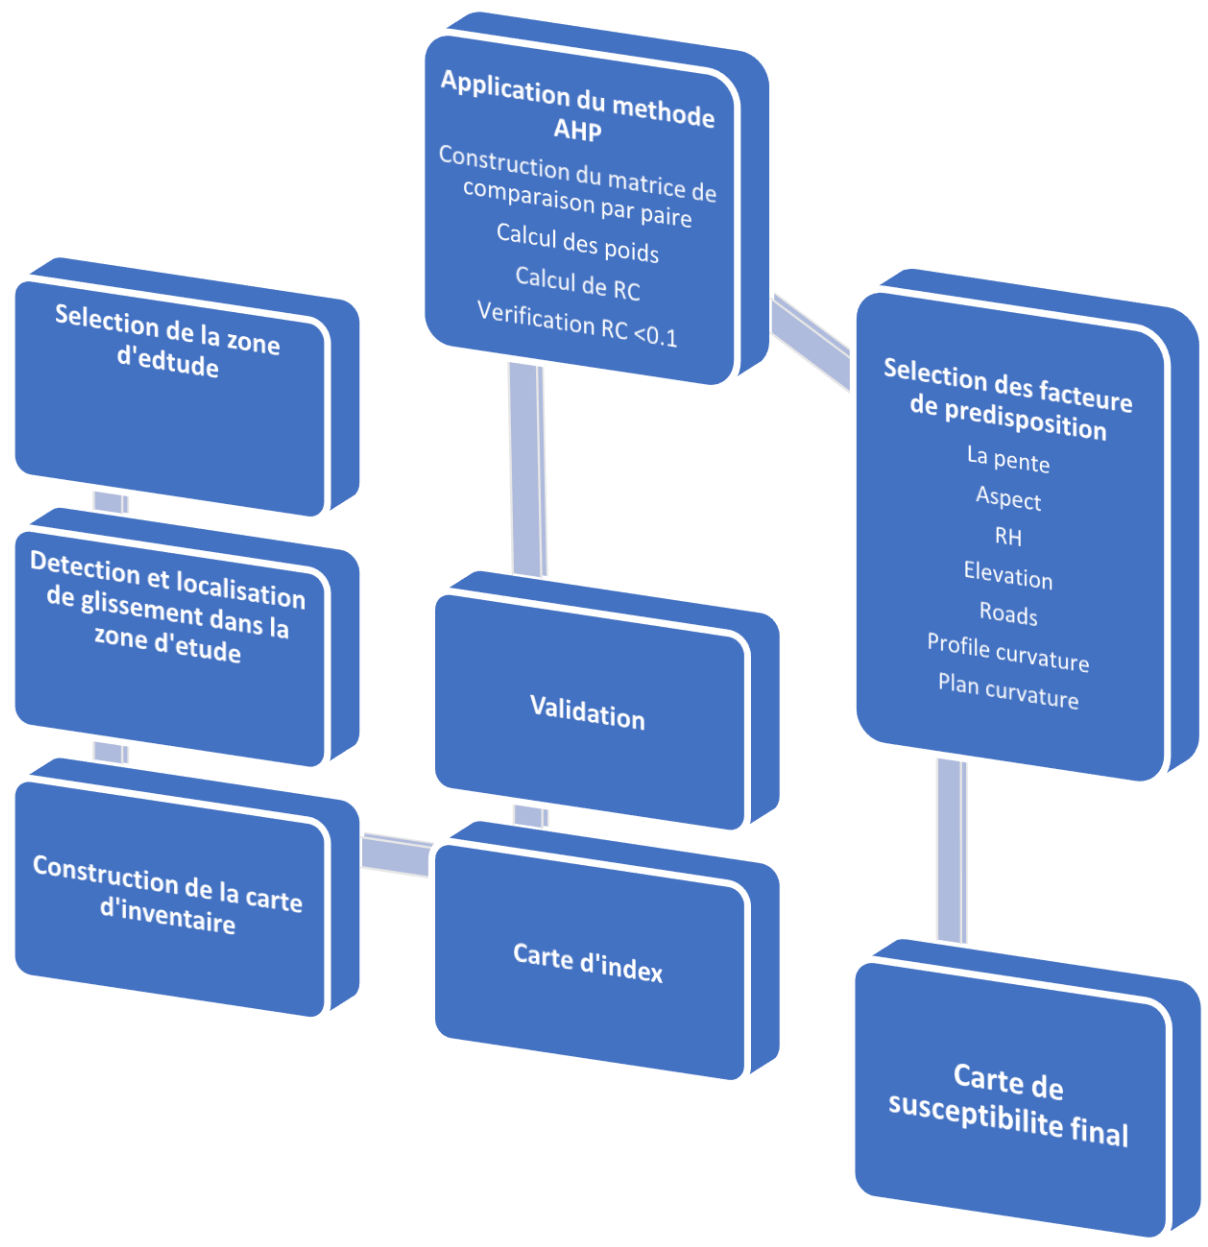 Selection de la zone
d'edtude
Detection et localisation
de glissement dans la
zone d'etude
Construction de la carte
d'inventaire
Carte d'index
Validation
Application du methode
AHP
Construction du matrice de
comparaison par paire
Calcul des poids
Calcul de RC
Verification RC <0.1
Selection des facteure
de predisposition
La pente
Aspect
RH
Elevation
Roads
Profile curvature
Plan curvature
Carte de
susceptibilite final